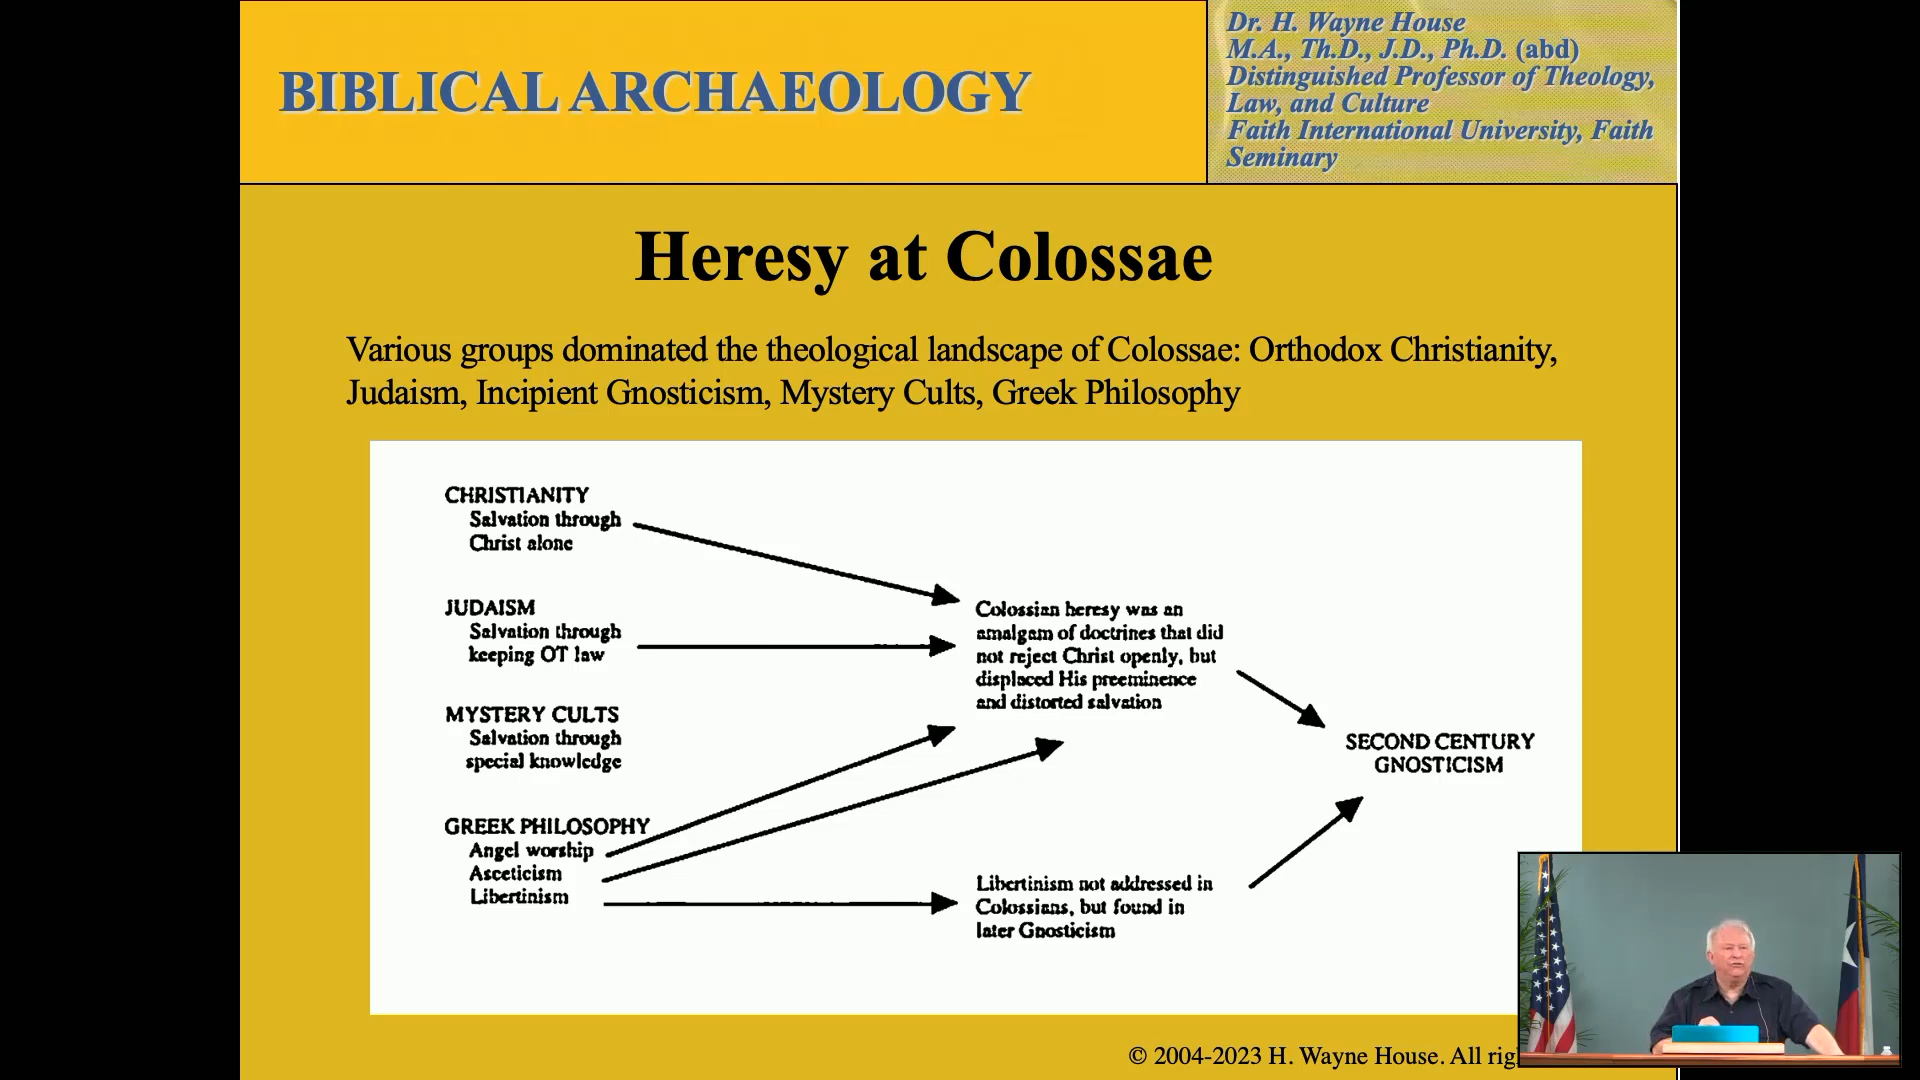 BIBLICAL ARCHAEOLOGY
Dr. H. Wayne House
M.A., Th.D., J.D., Ph.D. (abd)
Distinguished Professor of Theology,
Law, and Culture
Faith International University, Faith
Seminary
Heresy at Colossae
Various groups dominated the theological landscape of Colossae: Orthodox Christianity,
Judaism, Incipient Gnosticism, Mystery Cults, Greek Philosophy
CHRISTIANITY
Salvation through
Christ alone
JUDAISM
Salvation through
keeping OT law
MYSTERY CULTS
Salvation through
special knowledge
GREEK PHILOSOPHY
Angel worship
Asceticism
Libertinism
Colossian heresy was an
amalgam of doctrines that did
not reject Christ openly, but
displaced His preeminence
and distorted salvation
Libertinism not addressed in
Colossians, but found in
later Gnosticism
SECOND CENTURY
GNOSTICISM
© 2004-2023 H. Wayne House. All